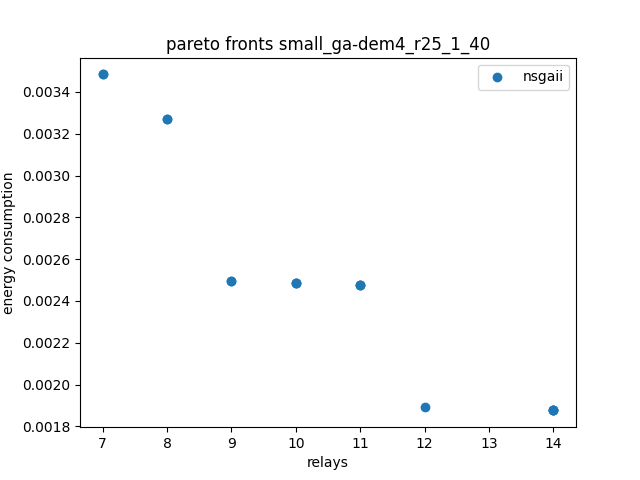 pareto fronts small_ga-dem4_r25_1_40
nsgaii
0.0034
0.0032
0.0030
0.0028
0.0026
0.0024
0.0022
0.0020
0.0018
energy consumption
7 8 9 10 11 12 13 14
relays